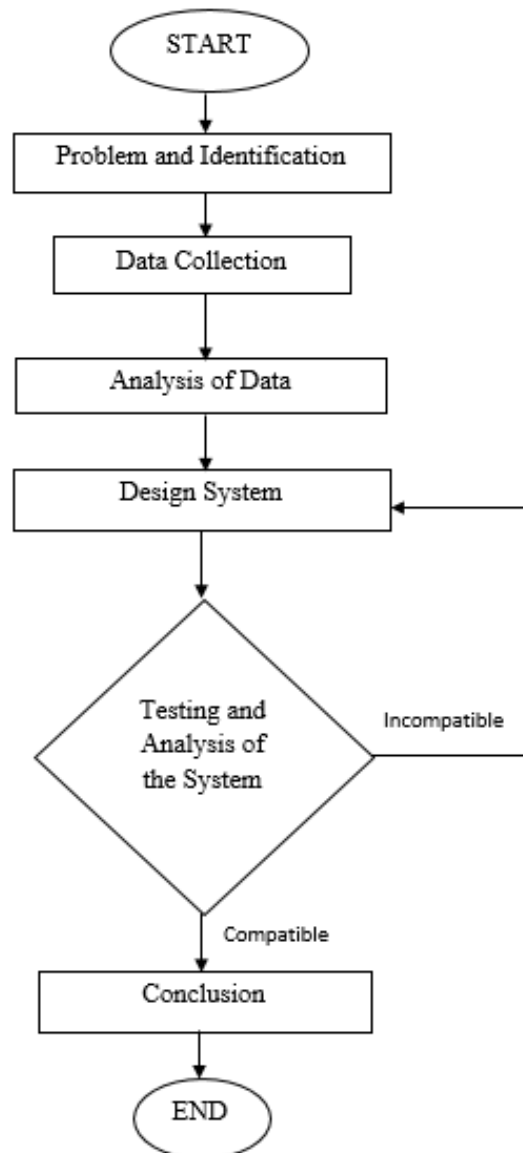 START
Problem and Identification
Data Collection
Analysis of Data
Design System
Testing and
Analysis of
the System
Incompatible
Compatible
Conclusion
END